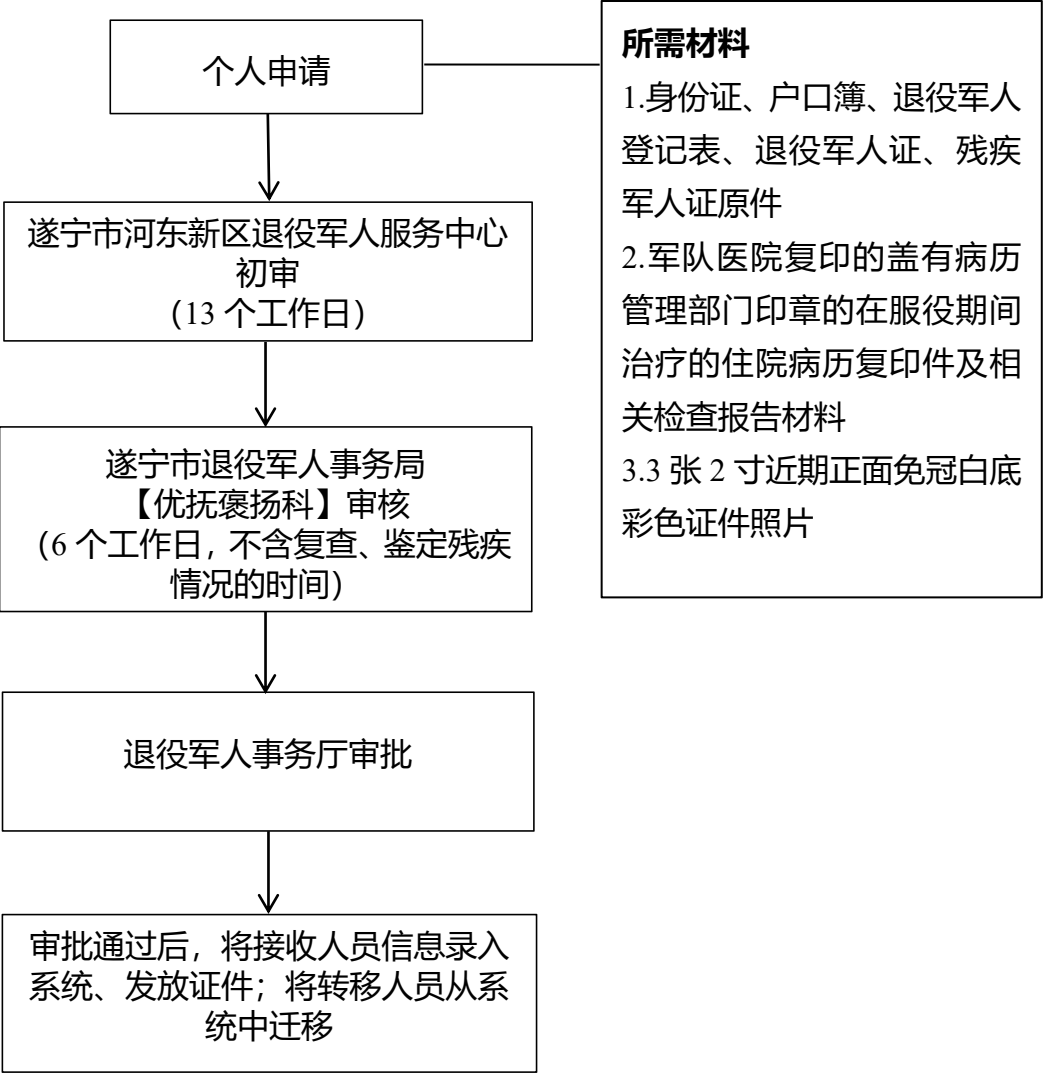 个人申请
所需材料
1.身份证、户口簿、退役军人
登记表、退役军人证、残疾
军人证原件
2.军队医院复印的盖有病历
管理部门印章的在服役期间
治疗的住院病历复印件及相
关检查报告材料
3.3 张 2 寸近期正面免冠白底
彩色证件照片
遂宁市河东新区退役军人服务中心
初审
（13 个工作日）
遂宁市退役军人事务局
【优抚褒扬科】审核
（6 个工作日，不含复查、鉴定残疾
情况的时间）
退役军人事务厅审批
审批通过后，将接收人员信息录入
系统、发放证件；将转移人员从系
统中迁移